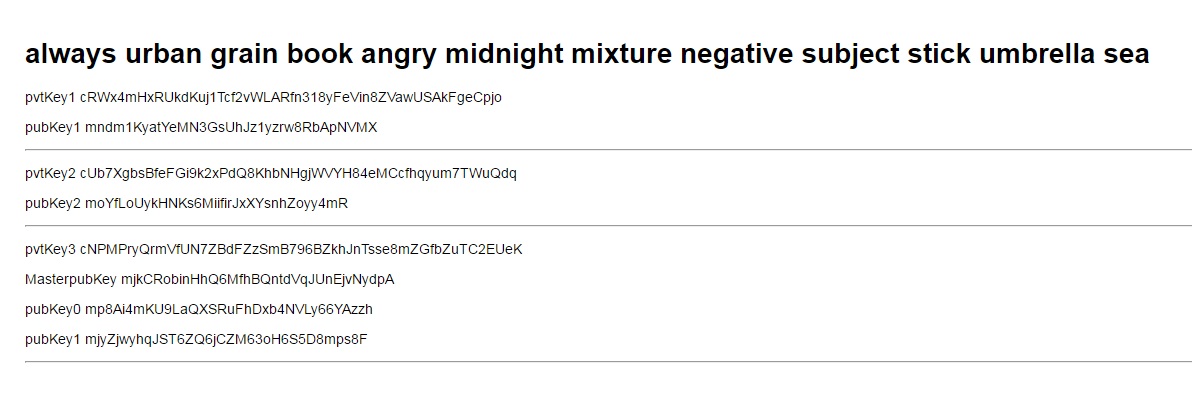 always urban grain book angry midnight mixture negative subject stick umbrella sea
pvtKey1 cRWx4mHxRUkdKuj1Tcf2vWLARfn318yFeVin8ZVawUSAkFgeCpjo
pubKey1 mndm1KyatYeMN3GsUhJz1yzrw8RbApNVMX
pvtKey2 cUb7XgbsBfeFGi9k2xPdQ8KhbNHgjWVYH84eMCcfhqyum7TWuQdq
pubKey2 moYfLoUykHNKs6MiifirJxXYsnhZoyy4mR
pvtKey3 cNPMPryQrmVfUN7ZBdFZzSmB796BZkhJnTsse8mZGfbZuTC2EUeK
MasterpubKey mjkCRobinHhQ6MfhBQntdVqJUnEjvNydpA
pubKey0 mp8Ai4mKU9LaQXSRuFhDxb4NVLy66YAzzh
pubKey1 mjyZjwyhqJST6ZQ6jCZM63oH6S5D8mps8F